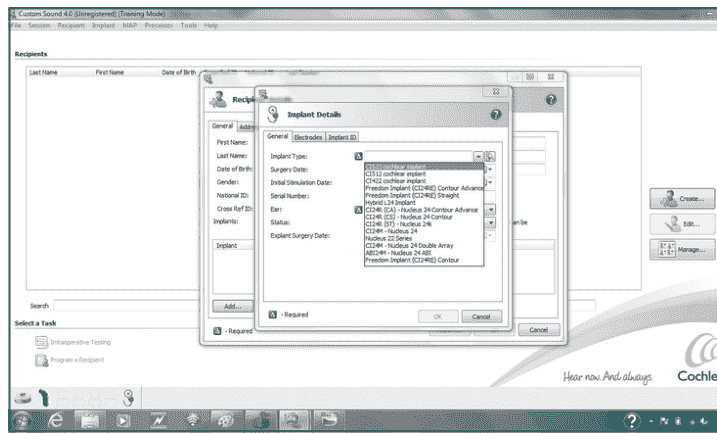 Custom Sound 4.0 (Unregistered) (Training Mode)
File Session Recipient Implant MAP Processor Tools Help
Recipients
Last Name First Name Date of Birth
General
First Name:
Last Name:
Date of Birth:
Gender:
National ID:
Cross Ref ID:
Implants:
Implant
Add...
- Required
Cancel
Implant Details
General Electrodes Implant ID
Implant Type:
Surgery Date:
Initial Stimulation Date:
Serial Number:
Ear:
Status:
Explant Surgery Date:
CI512 cochlear implant
CI422 cochlear implant
Freedom Implant (CI24RE) Contour Advance
Freedom Implant (CI24RE) Straight
Hybrid L24 Implant
CI24R (CA) - Nucleus 24 Contour Advance
CI24R (CS) - Nucleus 24 Contour
CI24R (ST) - Nucleus 24k
CI24M - Nucleus 24
Nucleus 22 Series
CI24M - Nucleus 24 Double Array
ABI24M - Nucleus 24 ABI
Freedom Implant (CI24RE) Contour
- Required
OK Cancel
an be
Create...
Edit...
Manage...
Search
Select a Task
Intraoperative Testing
Program a Recipient
Hear now. And always
Cochle